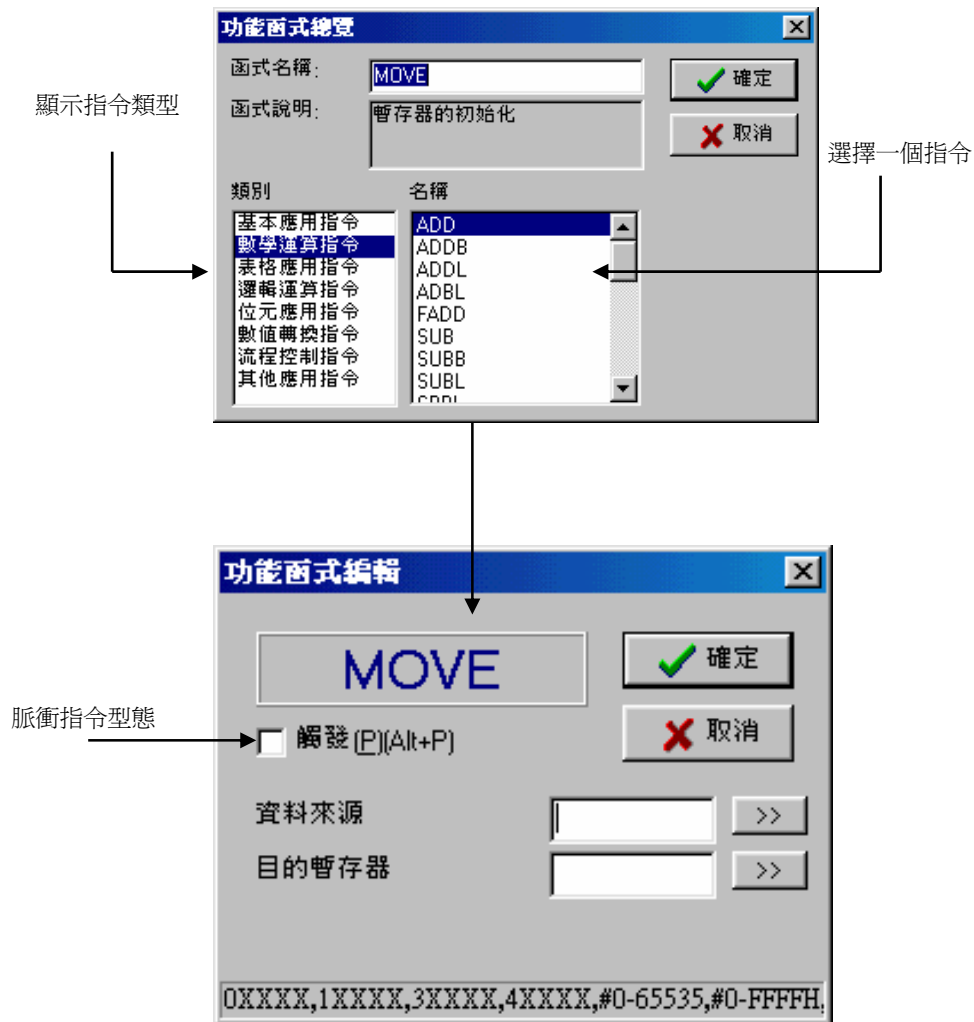 功能函式總覽
函式名稱:
MOVE
確定
函式說明:
暫存器的初始化
取消
顯示指令類型
選擇一個指令
類別
名稱
基本應用指令
數學運算指令
表格應用指令
邏輯運算指令
位元應用指令
數值轉換指令
流程控制指令
其他應用指令
ADD
ADDB
ADDL
ADBL
FADD
SUB
SUBB
SUBL
功能函式編輯
MOVE
確定
脈衝指令型態
觸發(P)(Alt+P)
取消
資料來源
>>
目的暫存器
>>
0XXXX,1XXXX,3XXXX,4XXXX,#0-65535,#0-FFFFH,